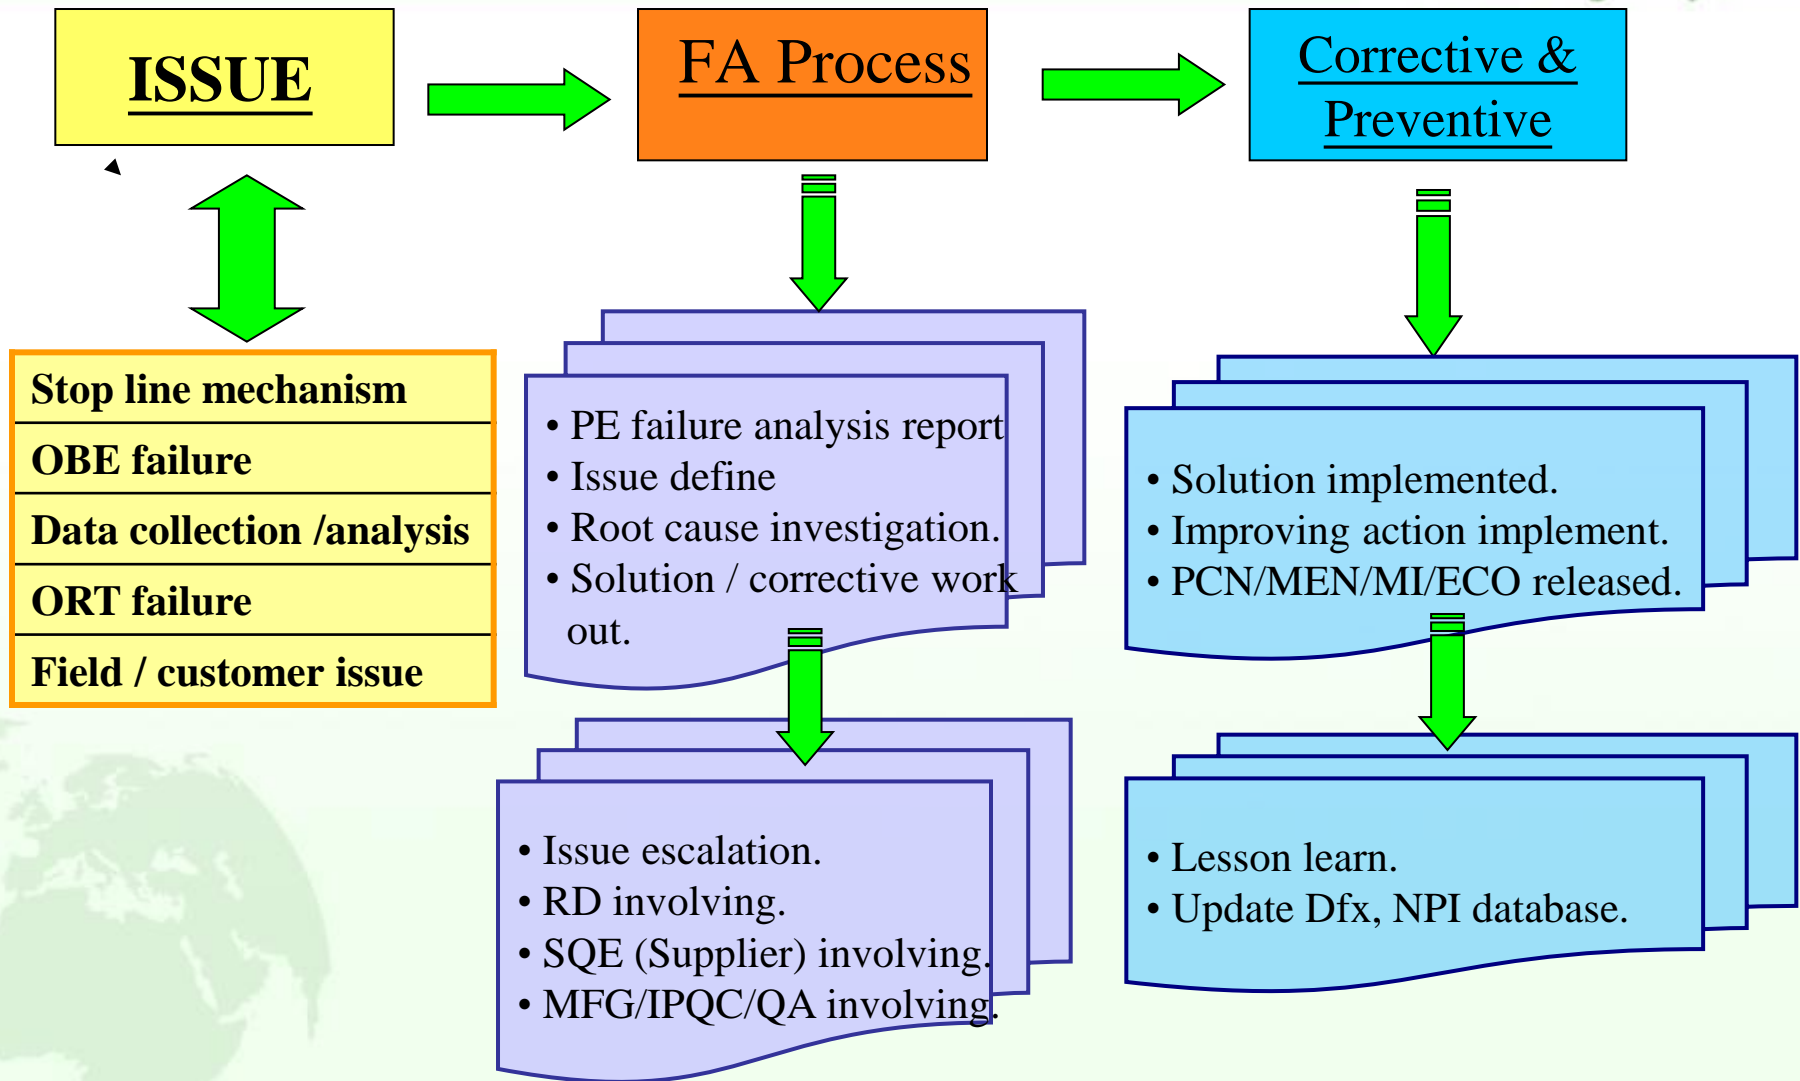 ISSUE
FA Process
Corrective &
Preventive
Stop line mechanism
OBE failure
Data collection /analysis
ORT failure
Field / customer issue
• PE failure analysis report
• Issue define
• Root cause investigation.
• Solution / corrective work
out.
• Issue escalation.
• RD involving.
• SQE (Supplier) involving.
• MFG/IPQC/QA involving.
• Solution implemented.
• Improving action implement.
• PCN/MEN/MI/ECO released.
• Lesson learn.
• Update Dfx, NPI database.